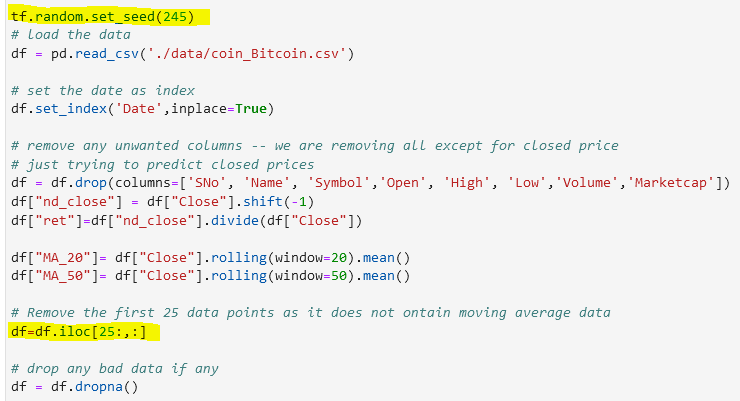 tf.random.set_seed(245)
# load the data
df = pd.read_csv('./data/coin_Bitcoin.csv')
# set the date as index
df.set_index('Date',inplace=True)
# remove any unwanted columns -- we are removing all except for closed price
# just trying to predict closed prices
df = df.drop(columns=['SNo', 'Name', 'Symbol','Open', 'High', 'Low','Volume','Marketcap'])
df["nd_close"] = df["Close"].shift(-1)
df["ret"]=df["nd_close"].divide(df["Close"])
df["MA_20"]= df["Close"].rolling(window=20).mean()
df["MA_50"]= df["Close"].rolling(window=50).mean()
# Remove the first 25 data points as it does not ontain moving average data
df=df.iloc[25:,:]
# drop any bad data if any
df = df.dropna()